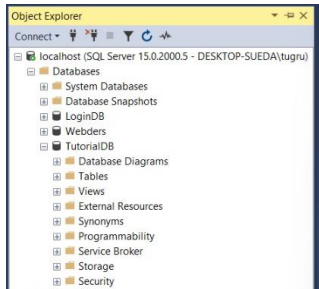 Object Explorer
Connect
localhost (SQL Server 15.0.2000.5 - DESKTOP-SUEDA\tugru)
Databases
System Databases
Database Snapshots
LoginDB
Webders
TutorialDB
Database Diagrams
Tables
Views
External Resources
Synonyms
Programmability
Service Broker
Storage
Security